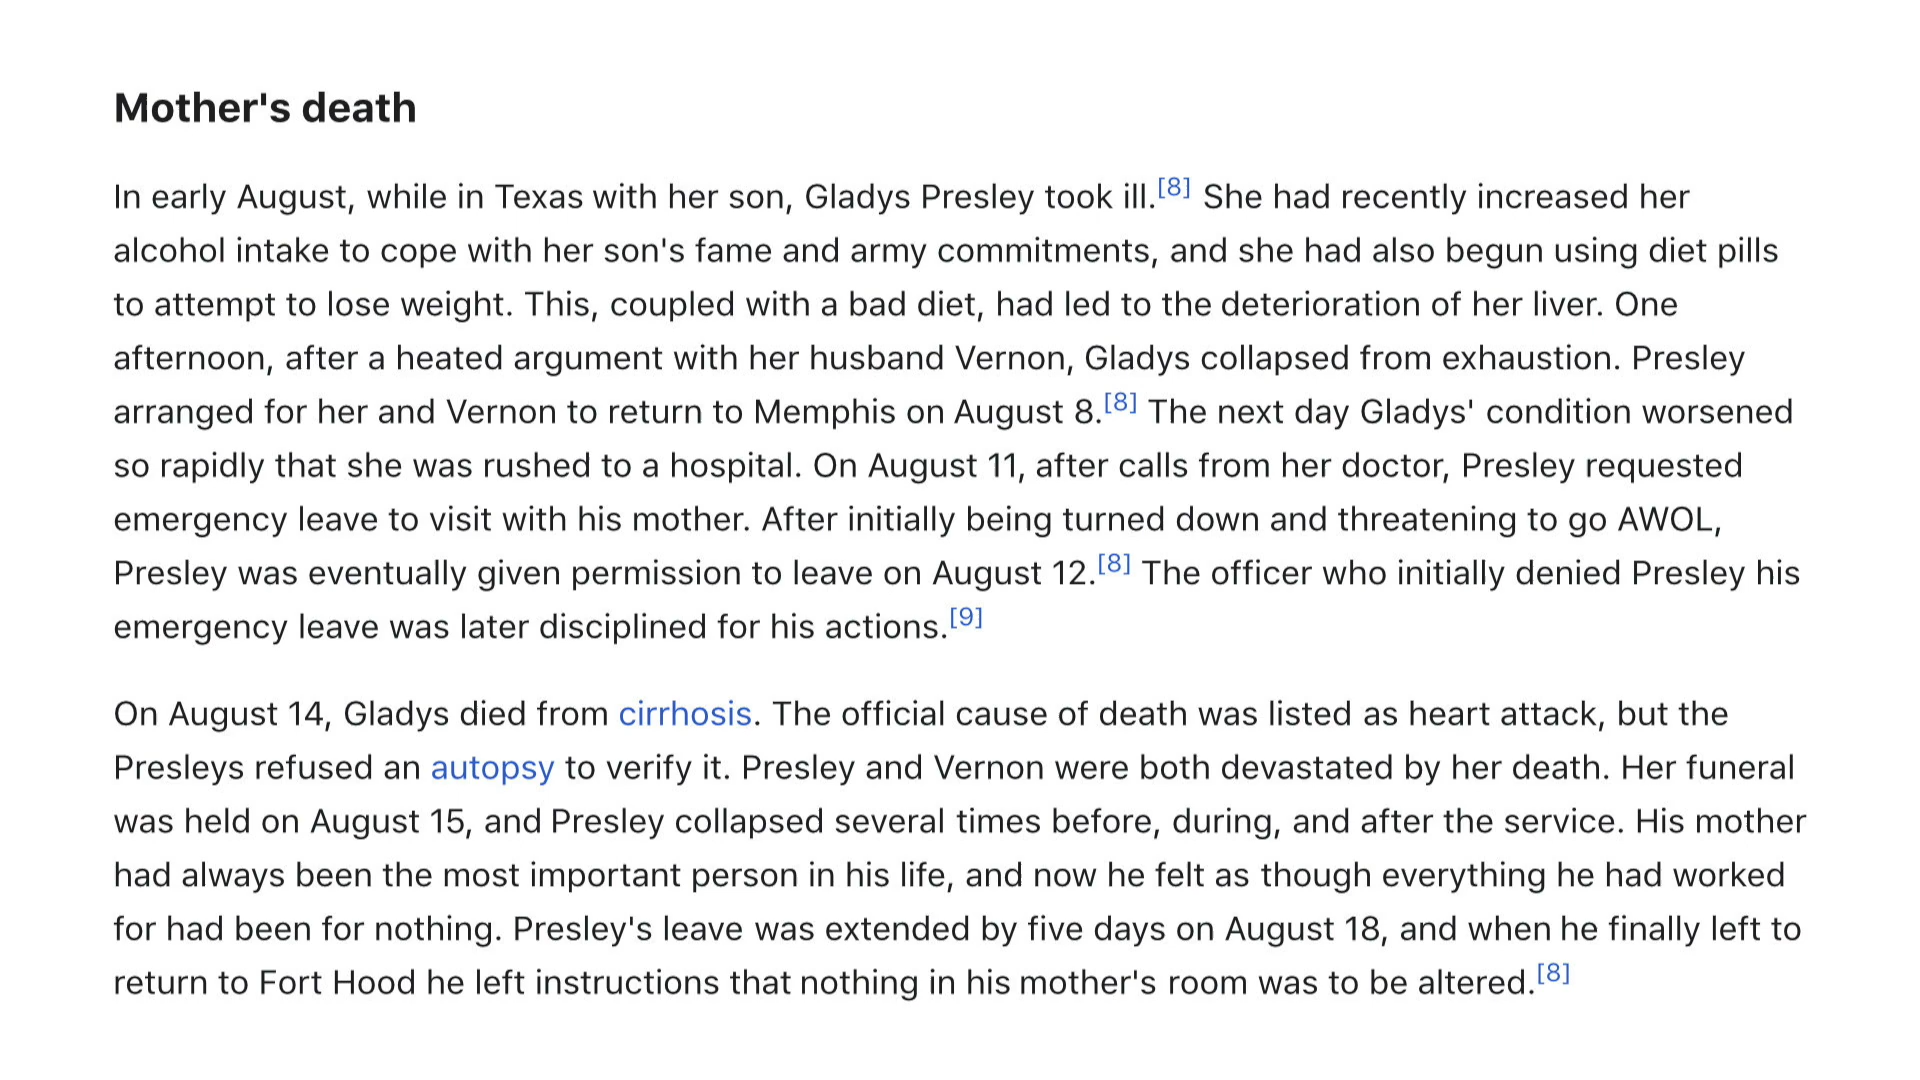 Mother's death
In early August, while in Texas with her son, Gladys Presley took ill.[8] She had recently increased her
alcohol intake to cope with her son's fame and army commitments, and she had also begun using diet pills
to attempt to lose weight. This, coupled with a bad diet, had led to the deterioration of her liver. One
afternoon, after a heated argument with her husband Vernon, Gladys collapsed from exhaustion. Presley
arranged for her and Vernon to return to Memphis on August 8.[8] The next day Gladys' condition worsened
so rapidly that she was rushed to a hospital. On August 11, after calls from her doctor, Presley requested
emergency leave to visit with his mother. After initially being turned down and threatening to go AWOL,
Presley was eventually given permission to leave on August 12.[8] The officer who initially denied Presley his
emergency leave was later disciplined for his actions.[9]
On August 14, Gladys died from cirrhosis. The official cause of death was listed as heart attack, but the
Presleys refused an autopsy to verify it. Presley and Vernon were both devastated by her death. Her funeral
was held on August 15, and Presley collapsed several times before, during, and after the service. His mother
had always been the most important person in his life, and now he felt as though everything he had worked
for had been for nothing. Presley's leave was extended by five days on August 18, and when he finally left to
return to Fort Hood he left instructions that nothing in his mother's room was to be altered.[8]